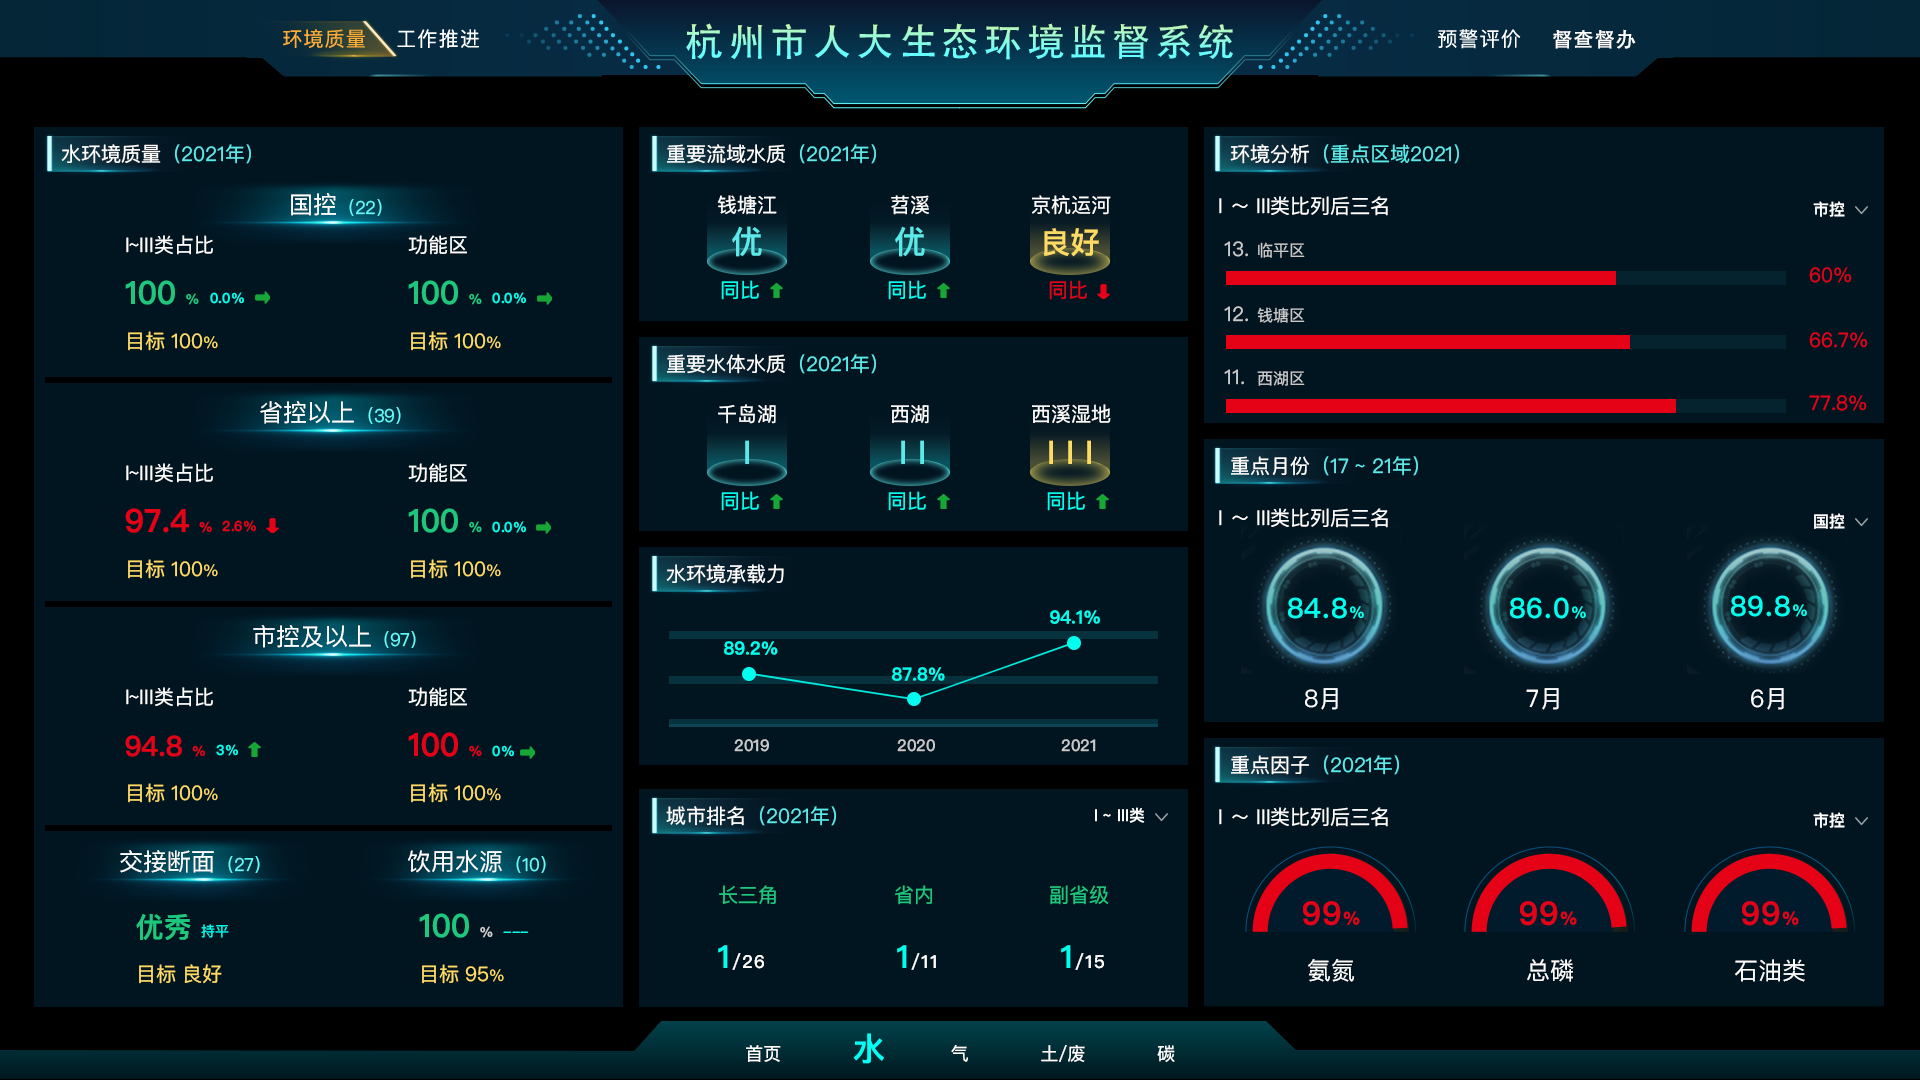 环境质量
工作推进
杭州市人大生态环境监督系统
预警评价
督查督办
水环境质量（2021年）
国控（22）
I~III类占比
功能区
100 % 0.0%
100 % 0.0%
目标 100%
目标 100%
省控以上（39）
I~III类占比
功能区
97.4 % 2.6%
100 % 0.0%
目标 100%
目标 100%
市控及以上（97）
I~III类占比
功能区
94.8 % 3%
100 % 0%
目标 100%
目标 100%
交接断面（27）
饮用水源（10）
优秀 持平
100 % ---
目标 良好
目标 95%
重要流域水质（2021年）
钱塘江
苕溪
京杭运河
优
优
良好
同比
同比
同比
重要水体水质（2021年）
千岛湖
西湖
西溪湿地
I
II
III
同比
同比
同比
水环境承载力
94.1%
89.2%
87.8%
2019
2020
2021
城市排名（2021年）
I ~ III类
长三角
省内
副省级
1/26
1/11
1/15
环境分析（重点区域2021）
I ～ III类比列后三名
市控
13. 临平区
60%
12. 钱塘区
66.7%
11. 西湖区
77.8%
重点月份（17 ~ 21年）
I ～ III类比列后三名
国控
84.8%
86.0%
89.8%
8月
7月
6月
重点因子（2021年）
I ～ III类比列后三名
市控
99%
99%
99%
氨氮
总磷
石油类
首页
水
气
土/废
碳